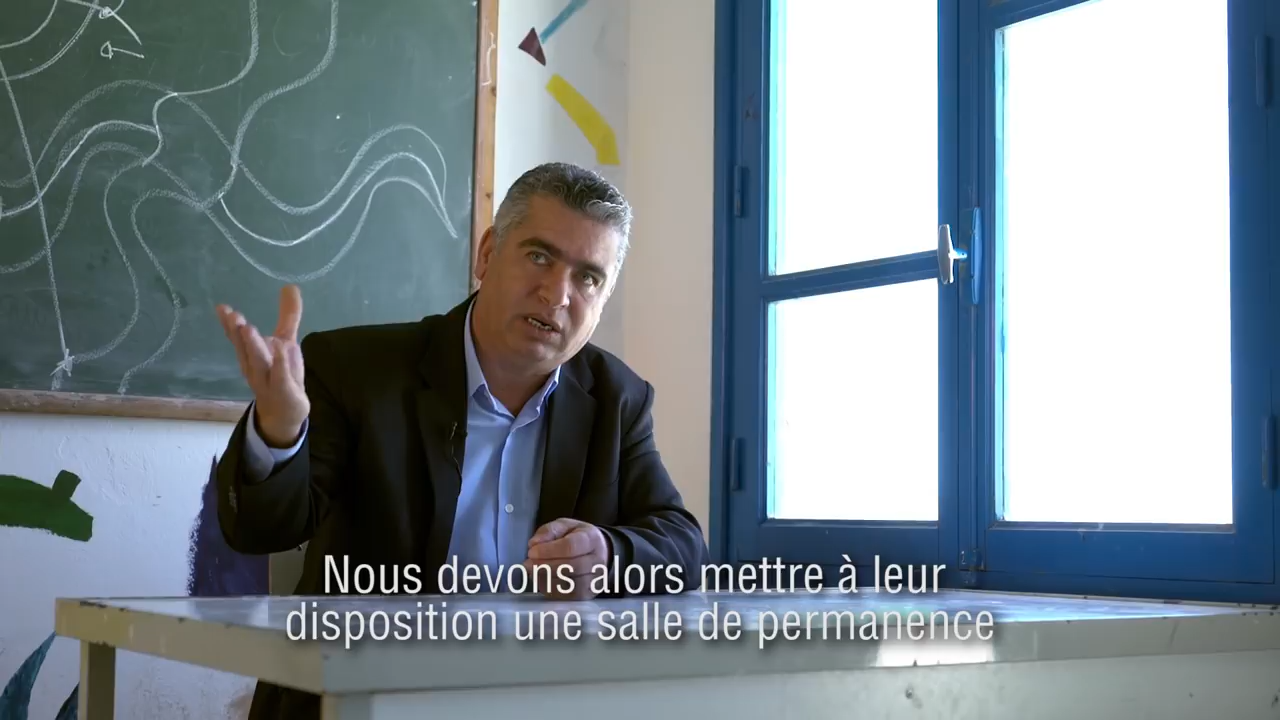 Nous devons alors mettre à leur
disposition une salle de permanence